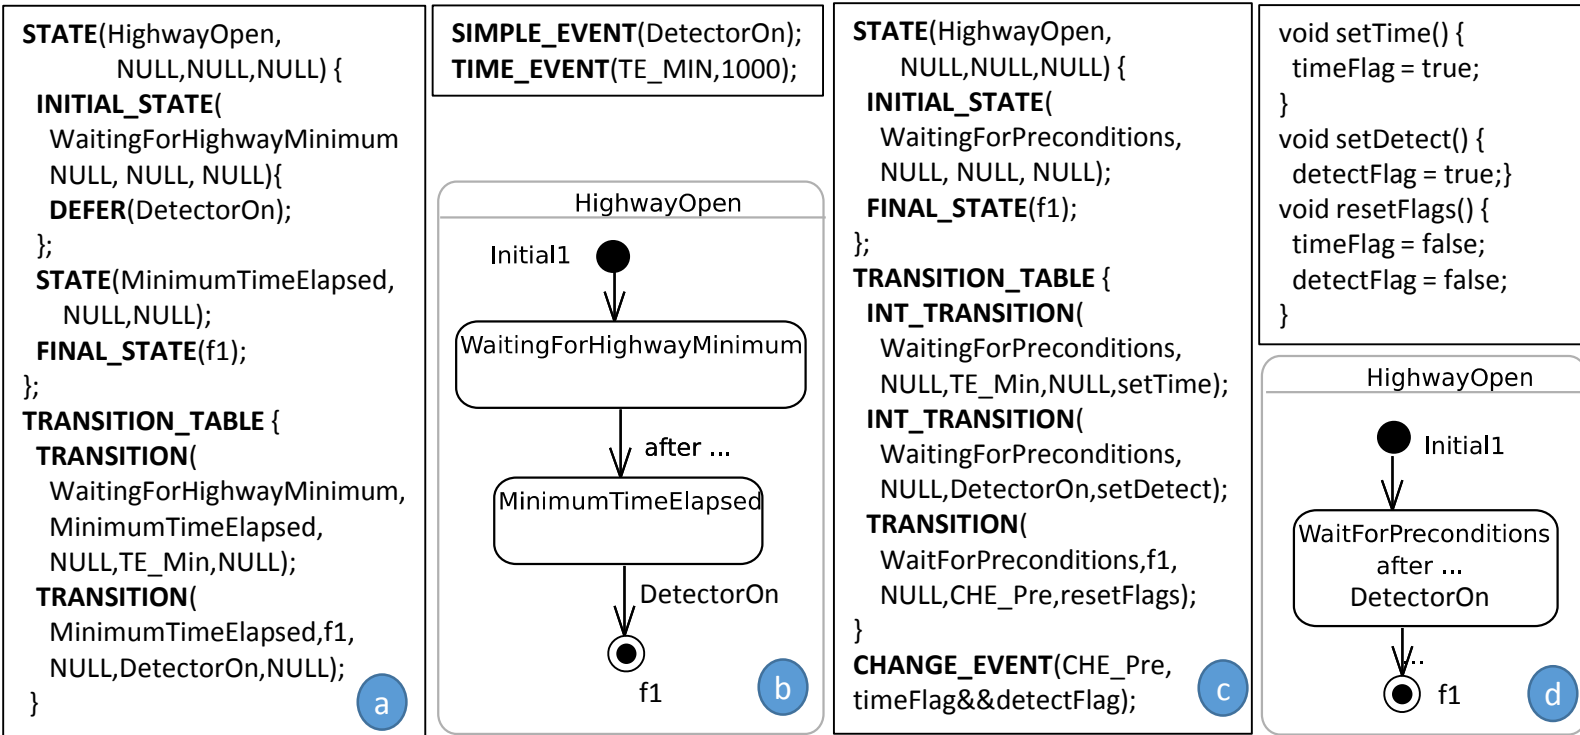 STATE(HighwayOpen,
NULL,NULL,NULL) {
INITIAL_STATE(
WaitingForHighwayMinimum
NULL, NULL, NULL){
DEFER(DetectorOn);
};
STATE(MinimumTimeElapsed,
NULL,NULL);
FINAL_STATE(f1);
};
TRANSITION_TABLE {
TRANSITION(
WaitingForHighwayMinimum,
MinimumTimeElapsed,
NULL,TE_Min,NULL);
TRANSITION(
MinimumTimeElapsed,f1,
NULL,DetectorOn,NULL);
}
a
SIMPLE_EVENT(DetectorOn);
TIME_EVENT(TE_MIN,1000);
HighwayOpen
Initial1
WaitingForHighwayMinimum
after ...
MinimumTimeElapsed
DetectorOn
f1
b
STATE(HighwayOpen,
NULL,NULL,NULL) {
INITIAL_STATE(
WaitingForPreconditions,
NULL, NULL, NULL);
FINAL_STATE(f1);
};
TRANSITION_TABLE {
INT_TRANSITION(
WaitingForPreconditions,
NULL,TE_Min,NULL,setTime);
INT_TRANSITION(
WaitingForPreconditions,
NULL,DetectorOn,setDetect);
TRANSITION(
WaitForPreconditions,f1,
NULL,CHE_Pre,resetFlags);
}
CHANGE_EVENT(CHE_Pre,
timeFlag&&detectFlag);
c
void setTime() {
timeFlag = true;
}
void setDetect() {
detectFlag = true;}
void resetFlags() {
timeFlag = false;
detectFlag = false;
}
HighwayOpen
Initial1
WaitForPreconditions
after ...
DetectorOn
...
f1
d